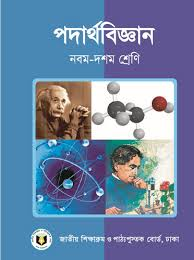 পদার্থবিজ্ঞান
নবম-দশম শ্রেণি
জাতীয় শিক্ষাক্রম ও পাঠ্যপুস্তক বোর্ড, ঢাকা